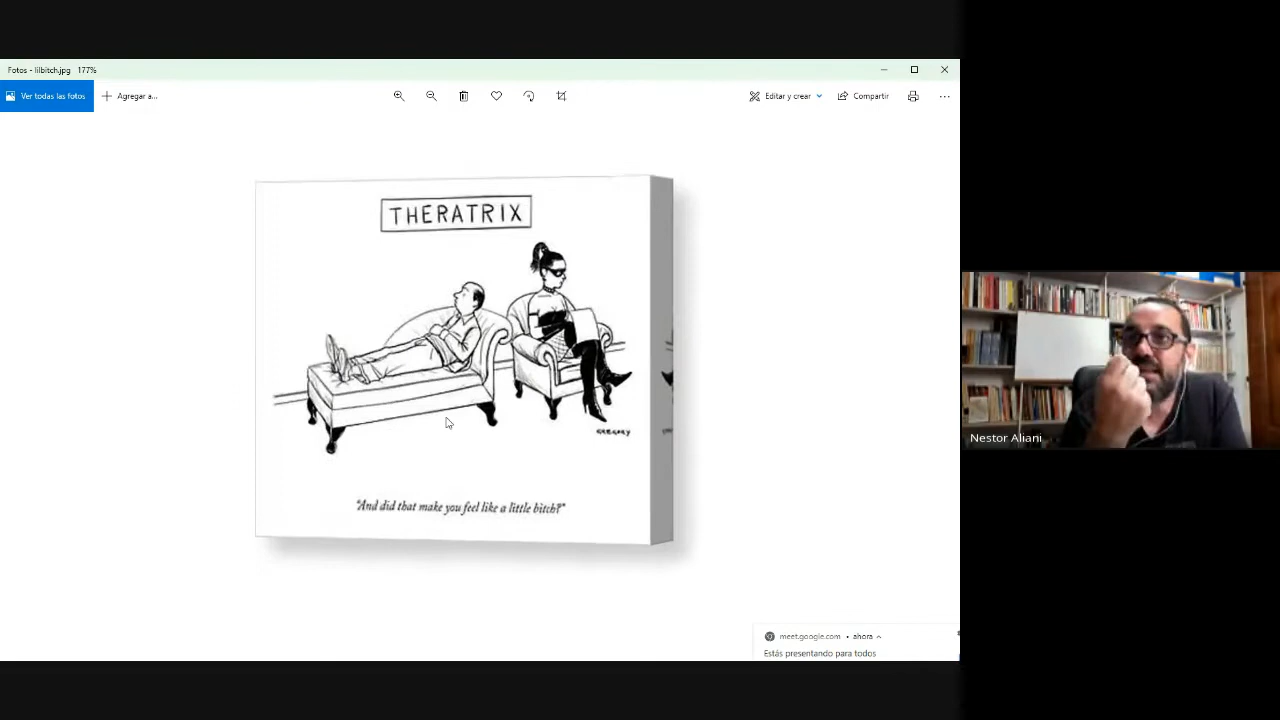 Fotos - lilbitch.jpg 177%
Ver todas las fotos
Agregar a...
Editar y crear
Compartir
THERATRIX
GREGORY
"And did that make you feel like a little bitch?"
Nestor Aliani
meet.google.com • ahora
Estás presentando para todos